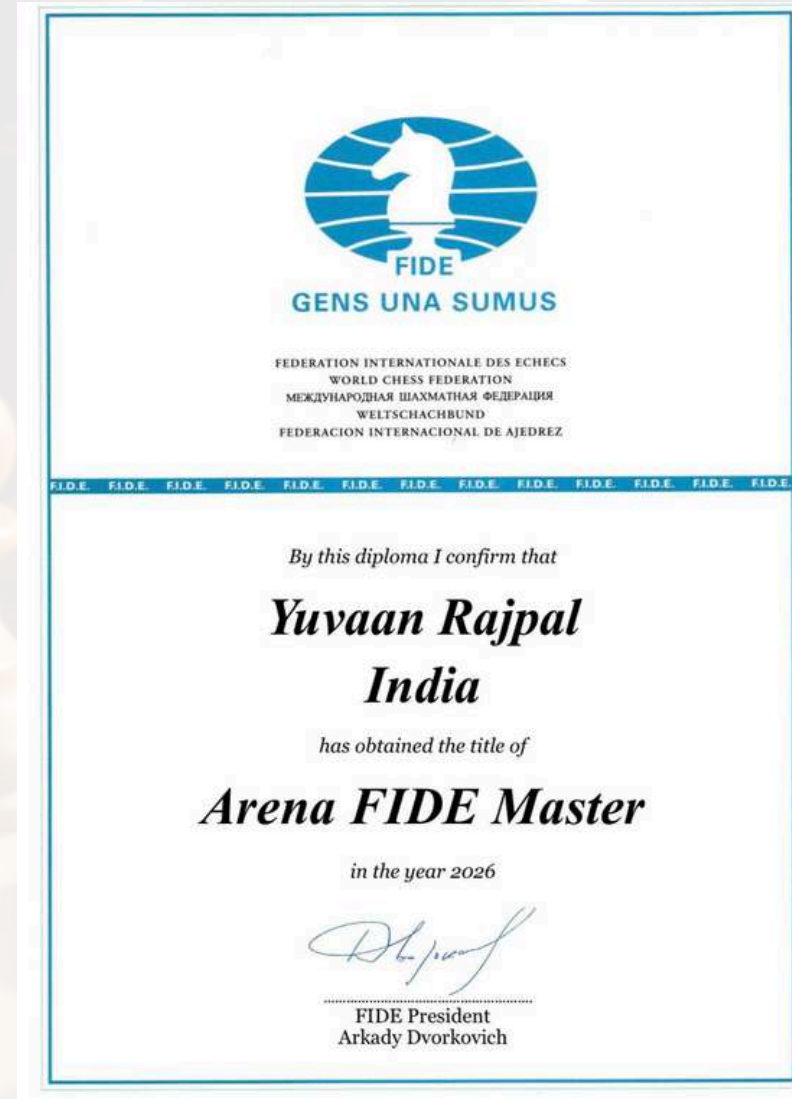 FIDE
GENS UNA SUMUS
FEDERATION INTERNATIONALE DES ECHECS
WORLD CHESS FEDERATION
МЕЖДУНАРОДНАЯ ШАХМАТНАЯ ФЕДЕРАЦИЯ
WELTSCHACHBUND
FEDERACION INTERNACIONAL DE AJEDREZ
F.I.D.E. F.I.D.E. F.I.D.E. F.I.D.E. F.I.D.E. F.I.D.E. F.I.D.E. F.I.D.E. F.I.D.E. F.I.D.E. F.I.D.E. F.I.D.E. F.I.D.E.
By this diploma I confirm that
Yuvaan Rajpal
India
has obtained the title of
Arena FIDE Master
in the year 2026
FIDE President
Arkady Dvorkovich